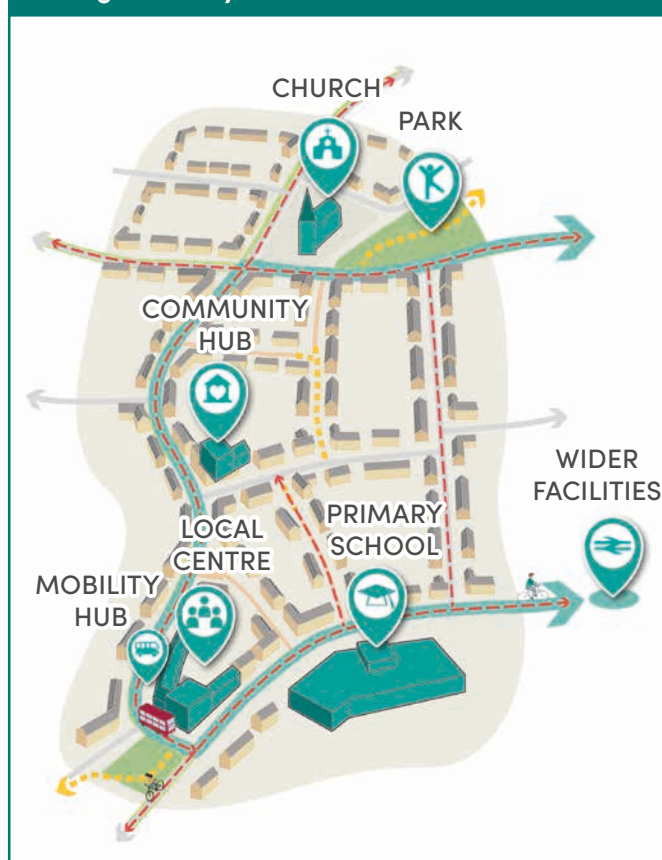 CHURCH
PARK
COMMUNITY
HUB
WIDER
FACILITIES
LOCAL
CENTRE
PRIMARY
SCHOOL
MOBILITY
HUB